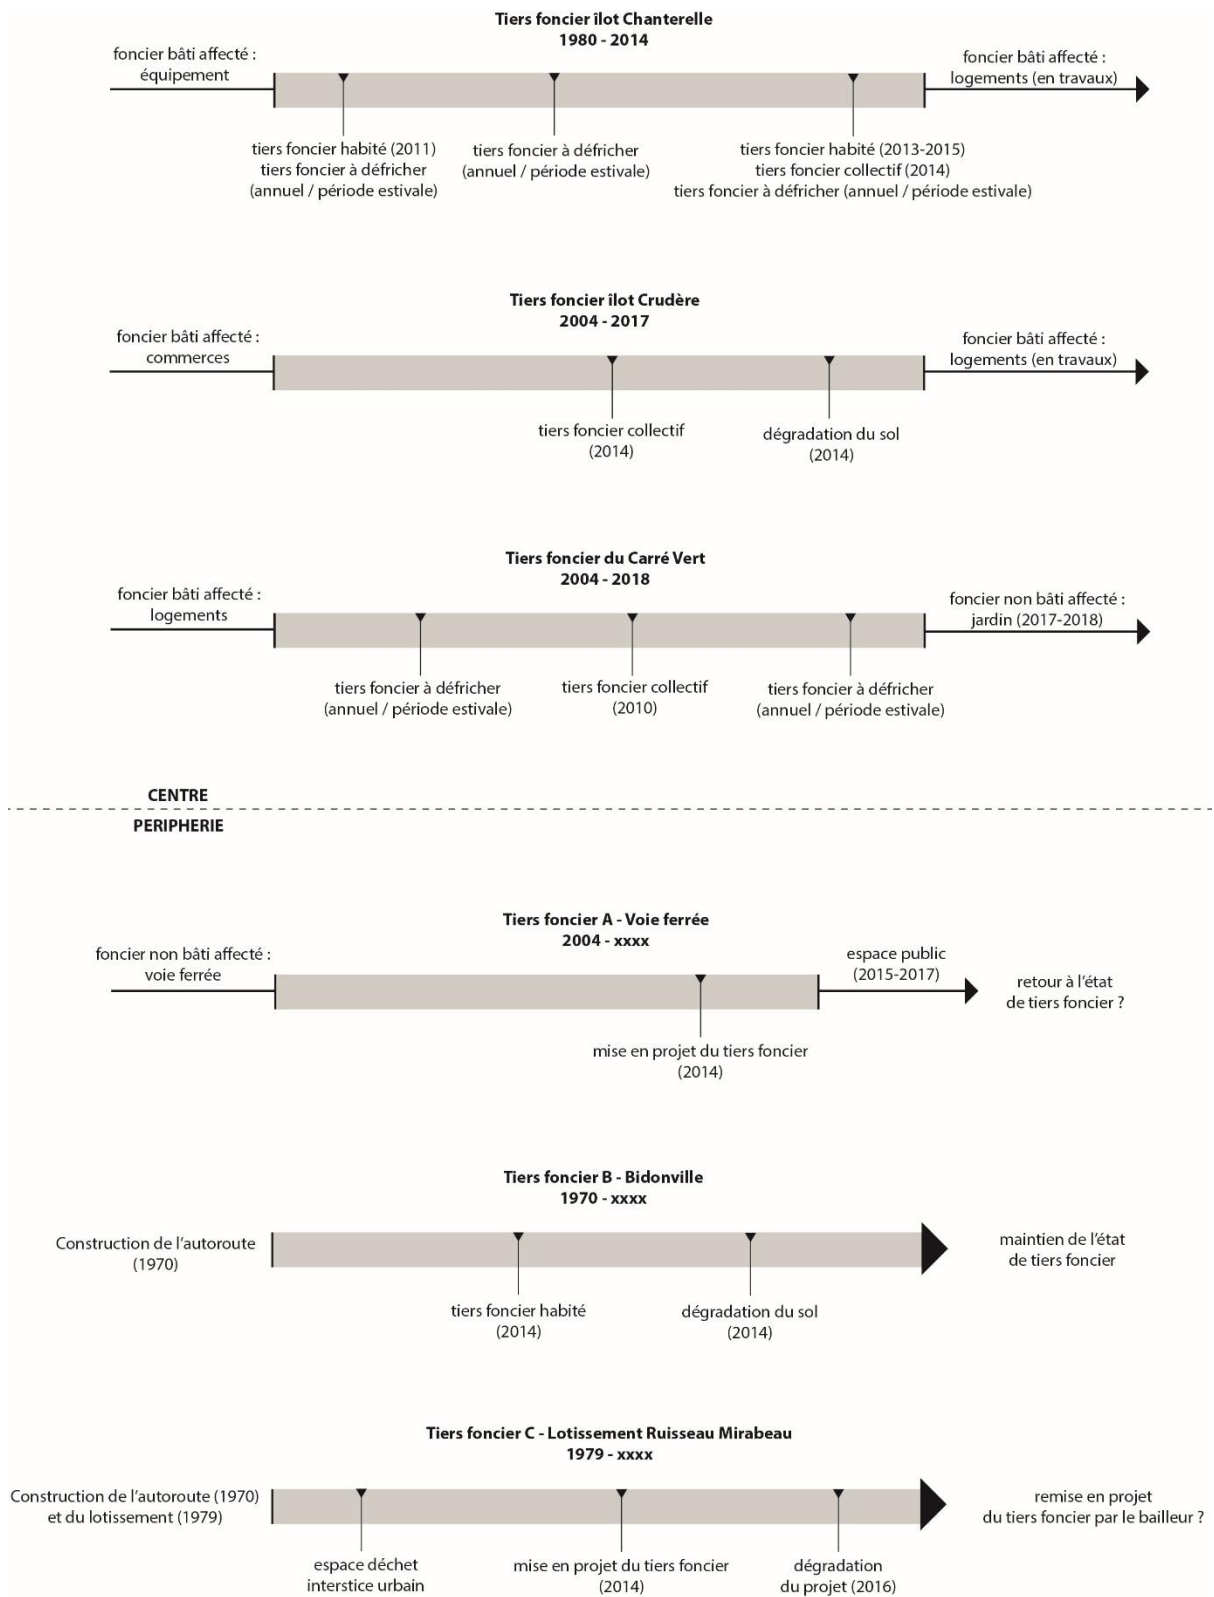 Tiers foncier îlot Chanterelle
1980 - 2014
foncier bâti affecté :
équipement
foncier bâti affecté :
logements (en travaux)
tiers foncier habité (2011)
tiers foncier à défricher
(annuel / période estivale)
tiers foncier à défricher
(annuel / période estivale)
tiers foncier habité (2013-2015)
tiers foncier collectif (2014)
tiers foncier à défricher (annuel / période estivale)
Tiers foncier îlot Crudère
2004 - 2017
foncier bâti affecté :
commerces
foncier bâti affecté :
logements (en travaux)
tiers foncier collectif
(2014)
dégradation du sol
(2014)
Tiers foncier du Carré Vert
2004 - 2018
foncier bâti affecté :
logements
foncier non bâti affecté :
jardin (2017-2018)
tiers foncier à défricher
(annuel / période estivale)
tiers foncier collectif
(2010)
tiers foncier à défricher
(annuel / période estivale)
CENTRE
PERIPHERIE
Tiers foncier A - Voie ferrée
2004 - xxxx
foncier non bâti affecté :
voie ferrée
espace public
(2015-2017)
retour à l'état
de tiers foncier ?
mise en projet du tiers foncier
(2014)
Tiers foncier B - Bidonville
1970 - xxxx
Construction de l'autoroute
(1970)
maintien de l'état
de tiers foncier
tiers foncier habité
(2014)
dégradation du sol
(2014)
Tiers foncier C - Lotissement Ruisseau Mirabeau
1979 - xxxx
Construction de l'autoroute (1970)
et du lotissement (1979)
remise en projet
du tiers foncier par le bailleur ?
espace déchet
interstice urbain
mise en projet du tiers foncier
(2014)
dégradation
du projet (2016)